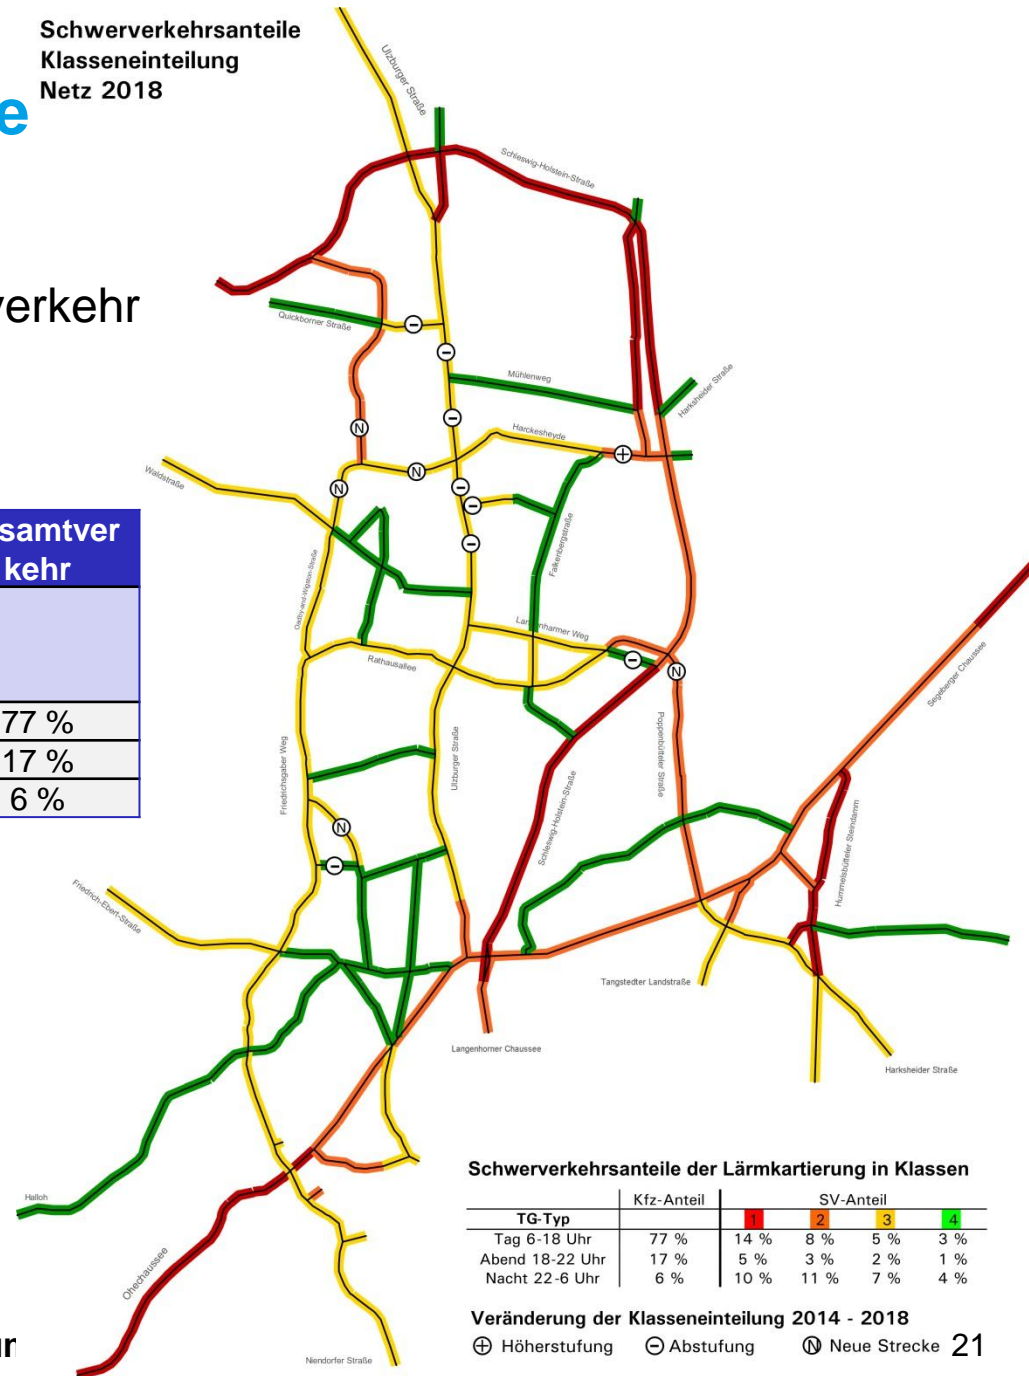 Schwerverkehrsanteile
Klasseneinteilung
Netz 2018
e
verkehr
samtver
kehr
77 %
17 %
6 %
Ulzburger Straße
Schleswig-Holstein-Straße
Quickborner Straße
Mühlenweg
Harksheider Straße
Harckesheyde
Waldstraße
Falkenbergstraße
Oadby-and-Wigston-Straße
Langenharmer Weg
Rathausallee
Segeberger Chaussee
Friedrichsgaber Weg
Ulzburger Straße
Poppenbütteler Straße
Schleswig-Holstein-Straße
Hummelsbütteler Steindamm
Friedrich-Ebert-Straße
Tangstedter Landstraße
Langenhorner Chaussee
Harksheider Straße
Halloh
Ohechaussee
Niendorfer Straße
N
N
N
N
N
Schwerverkehrsanteile der Lärmkartierung in Klassen
Kfz-Anteil SV-Anteil
TG-Typ 1 2 3 4
Tag 6-18 Uhr 77 % 14 % 8 % 5 % 3 %
Abend 18-22 Uhr 17 % 5 % 3 % 2 % 1 %
Nacht 22-6 Uhr 6 % 10 % 11 % 7 % 4 %
Veränderung der Klasseneinteilung 2014 - 2018
⊕ Höherstufung ⊖ Abstufung Ⓝ Neue Strecke 21